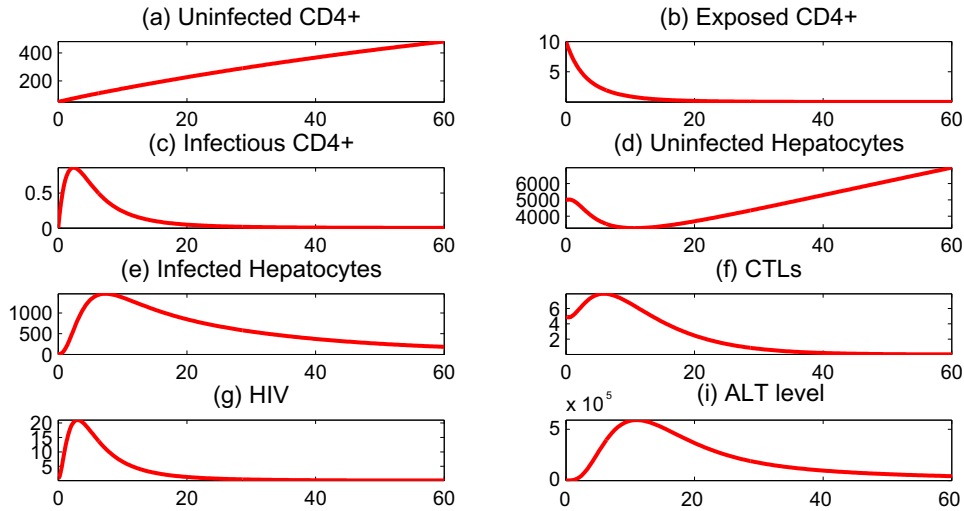 (a) Uninfected CD4+
400
200
0 20 40 60
(b) Exposed CD4+
10
5
0 20 40 60
(c) Infectious CD4+
0.5
0
0 20 40 60
(d) Uninfected Hepatocytes
6000
5000
4000
0 20 40 60
(e) Infected Hepatocytes
1000
500
0
0 20 40 60
(f) CTLs
6
4
2
0 20 40 60
(g) HIV
20
15
10
5
0 20 40 60
(i) ALT level
x 10^5
5
0
0 20 40 60